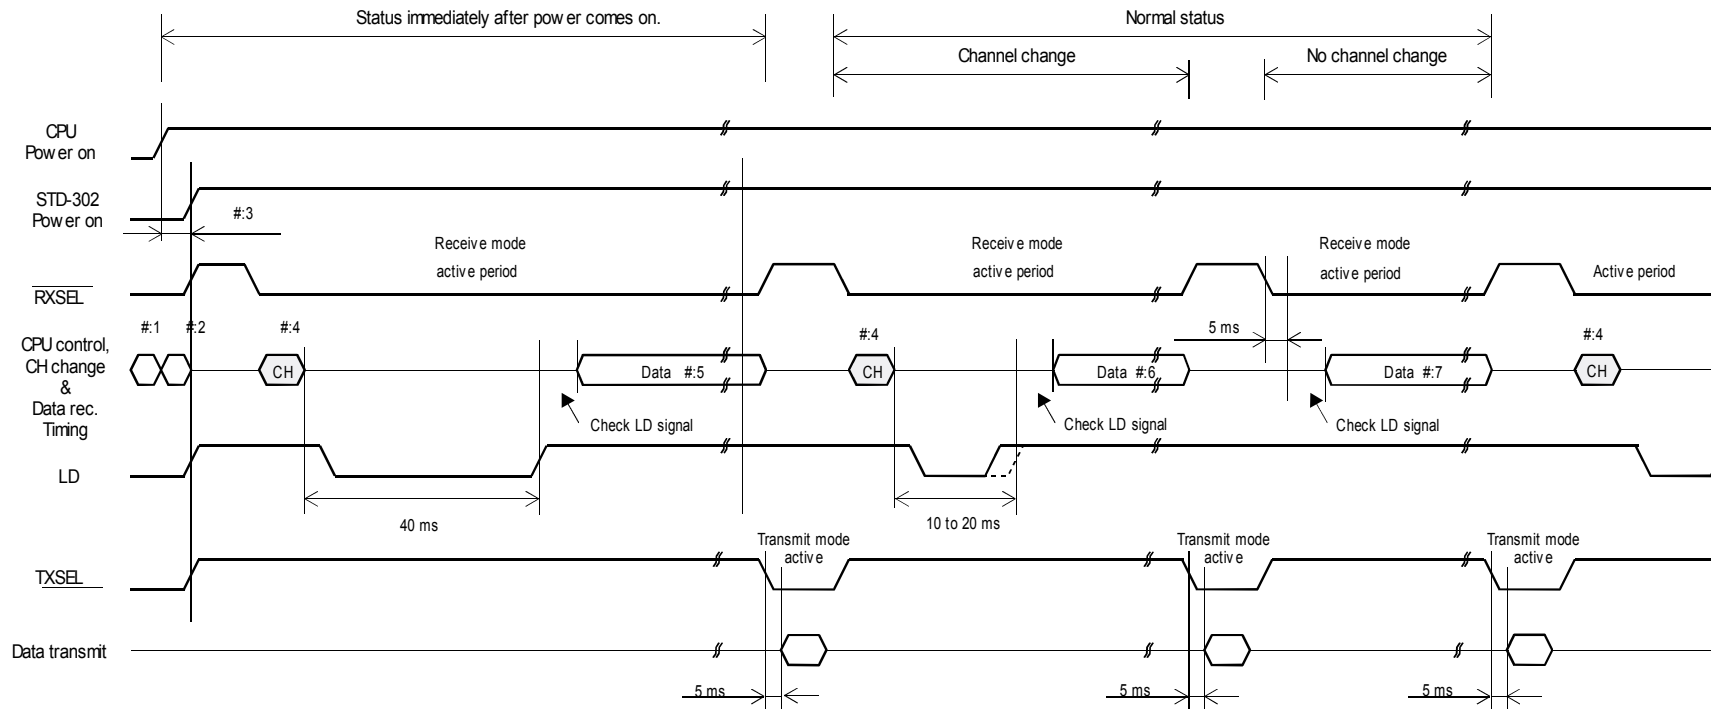 Status immediately after power comes on.
Normal status
Channel change
No channel change
CPU
Power on
STD-302
Power on
#:3
Receive mode
active period
Receive mode
active period
Receive mode
active period
Active period
RXSEL
#:1
#:2
#:4
#:4
5 ms
#:4
CPU control,
CH change
&
Data rec.
Timing
CH
Data #:5
CH
Data #:6
Data #:7
CH
Check LD signal
Check LD signal
Check LD signal
LD
40 ms
10 to 20 ms
Transmit mode
active
Transmit mode
active
Transmit mode
active
TXSEL
Data transmit
5 ms
5 ms
5 ms